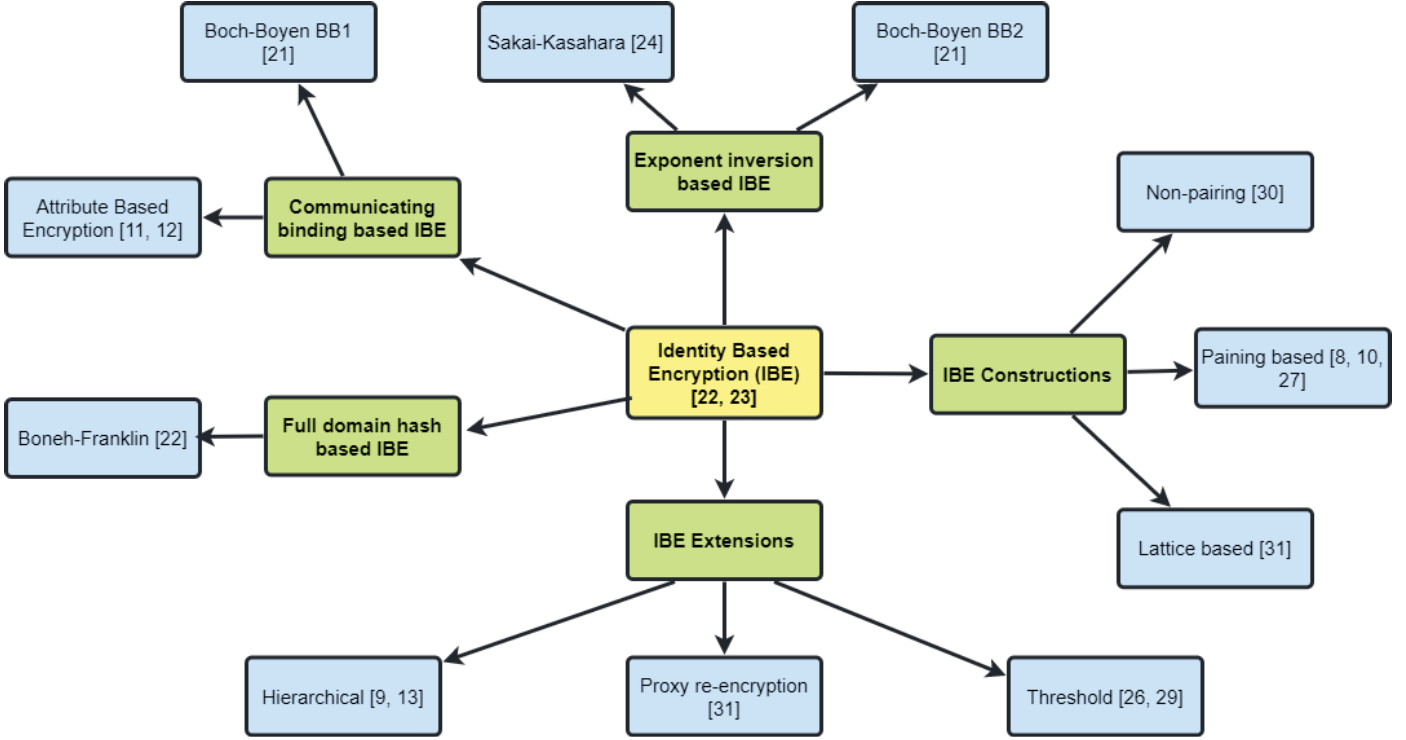 Boch-Boyen BB1
[21]
Sakai-Kasahara [24]
Boch-Boyen BB2
[21]
Exponent inversion
based IBE
Non-pairing [30]
Attribute Based
Encryption [11, 12]
Communicating
binding based IBE
Identity Based
Encryption (IBE)
[22, 23]
IBE Constructions
Paining based [8, 10,
27]
Boneh-Franklin [22]
Full domain hash
based IBE
IBE Extensions
Lattice based [31]
Hierarchical [9, 13]
Proxy re-encryption
[31]
Threshold [26, 29]